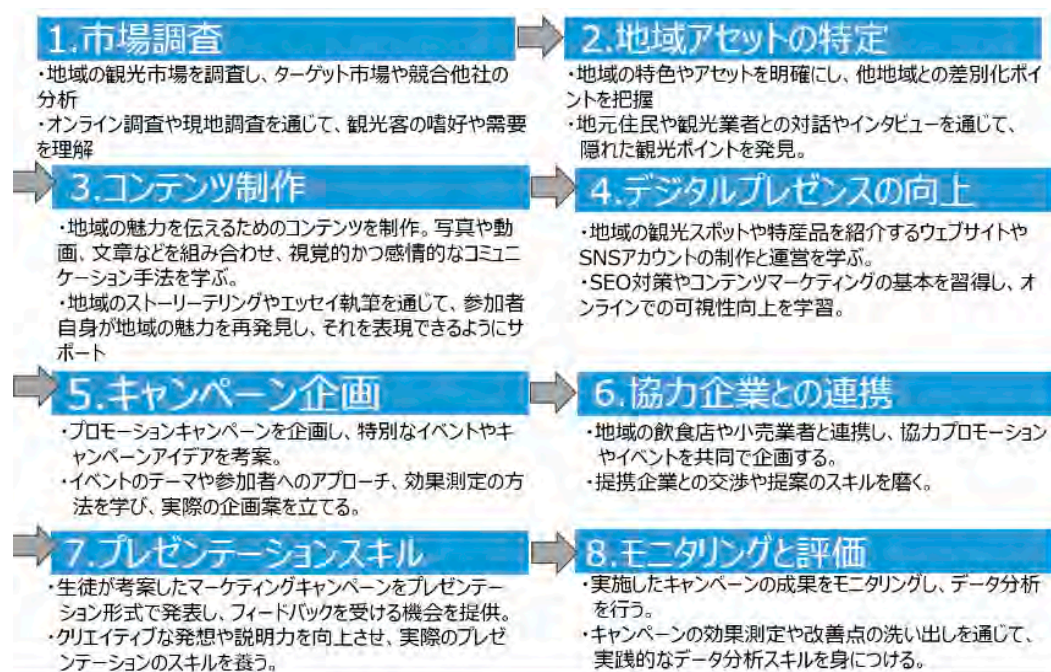 1.市場調査
・地域の観光市場を調査し、ターゲット市場や競合他社の
分析
・オンライン調査や現地調査を通じて、観光客の嗜好や需要
を理解
2.地域アセットの特定
・地域の特色やアセットを明確にし、他地域との差別化ポイ
ントを把握
・地元住民や観光業者との対話やインタビューを通じて、
隠れた観光ポイントを発見。
3.コンテンツ制作
・地域の魅力を伝えるためのコンテンツを制作。写真や動
画、文章などを組み合わせ、視覚的かつ感情的なコミュニ
ケーション手法を学ぶ。
・地域のストーリーテリングやエッセイ執筆を通じて、参加者
自身が地域の魅力を再発見し、それを表現できるようにサ
ポート
4.デジタルプレゼンスの向上
・地域の観光スポットや特産品を紹介するウェブサイトや
SNSアカウントの制作と運営を学ぶ。
・SEO対策やコンテンツマーケティングの基本を習得し、オ
ンラインでの可視性向上を学習。
5.キャンペーン企画
・プロモーションキャンペーンを企画し、特別なイベントやキ
ャンペーンアイデアを考案。
・イベントのテーマや参加者へのアプローチ、効果測定の方
法を学び、実際の企画案を立てる。
6.協力企業との連携
・地域の飲食店や小売業者と連携し、協力プロモーション
やイベントを共同で企画する。
・提携企業との交渉や提案のスキルを磨く。
7.プレゼンテーションスキル
・生徒が考案したマーケティングキャンペーンをプレゼンテー
ション形式で発表し、フィードバックを受ける機会を提供。
・クリエイティブな発想や説明力を向上させ、実際のプレゼ
ンテーションのスキルを養う。
8.モニタリングと評価
・実施したキャンペーンの成果をモニタリングし、データ分析
を行う。
・キャンペーンの効果測定や改善点の洗い出しを通じて、
実践的なデータ分析スキルを身につける。